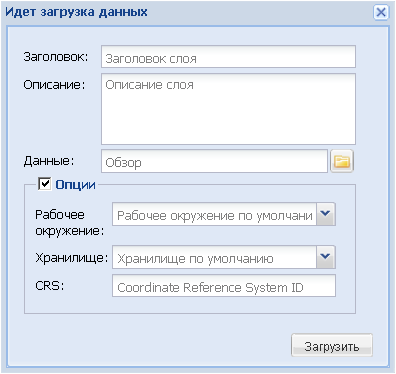 Идет загрузка данных
Заголовок: Заголовок слоя
Описание: Описание слоя
Данные: Обзор
Опции
Рабочее окружение: Рабочее окружение по умолчани
Хранилище: Хранилище по умолчанию
CRS: Coordinate Reference System ID
Загрузить